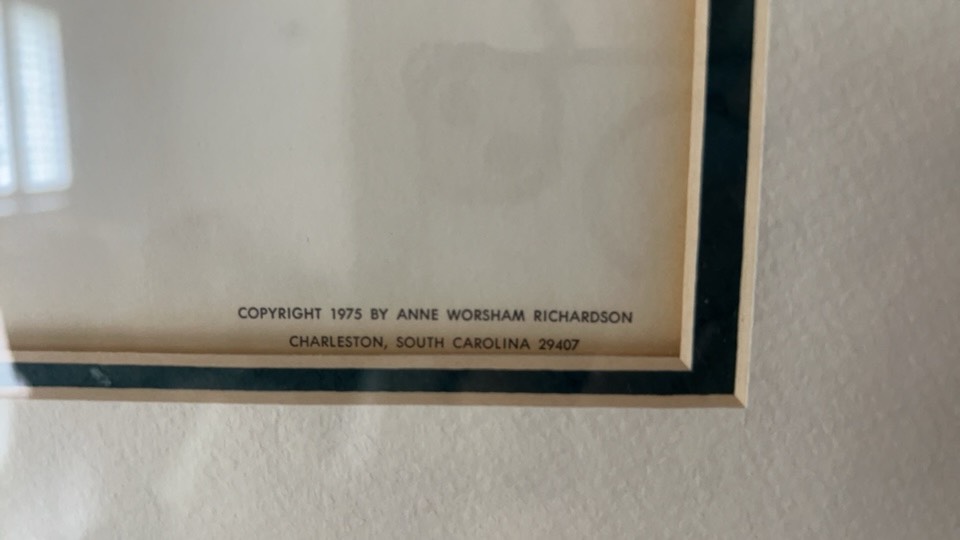 COPYRIGHT 1975 BY ANNE WORSHAM RICHARDSON
CHARLESTON, SOUTH CAROLINA 29407